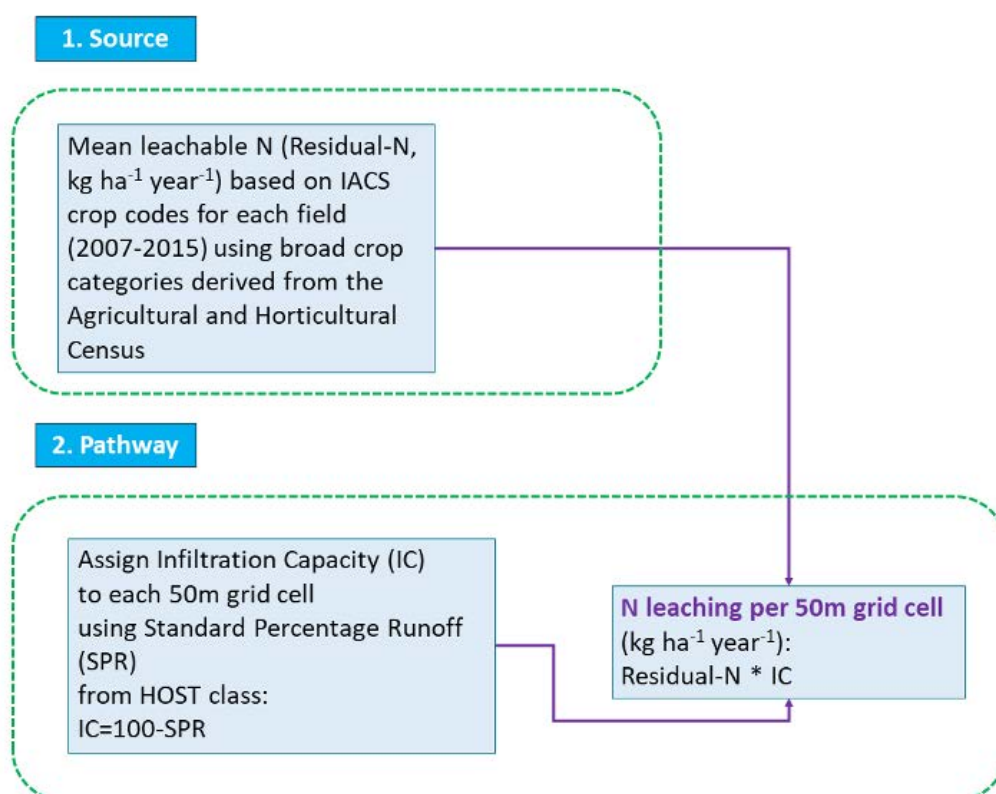 1. Source
Mean leachable N (Residual-N,
kg ha⁻¹ year⁻¹) based on IACS
crop codes for each field
(2007-2015) using broad crop
categories derived from the
Agricultural and Horticultural
Census
2. Pathway
Assign Infiltration Capacity (IC)
to each 50m grid cell
using Standard Percentage Runoff
(SPR)
from HOST class:
IC=100-SPR
N leaching per 50m grid cell
(kg ha⁻¹ year⁻¹):
Residual-N * IC